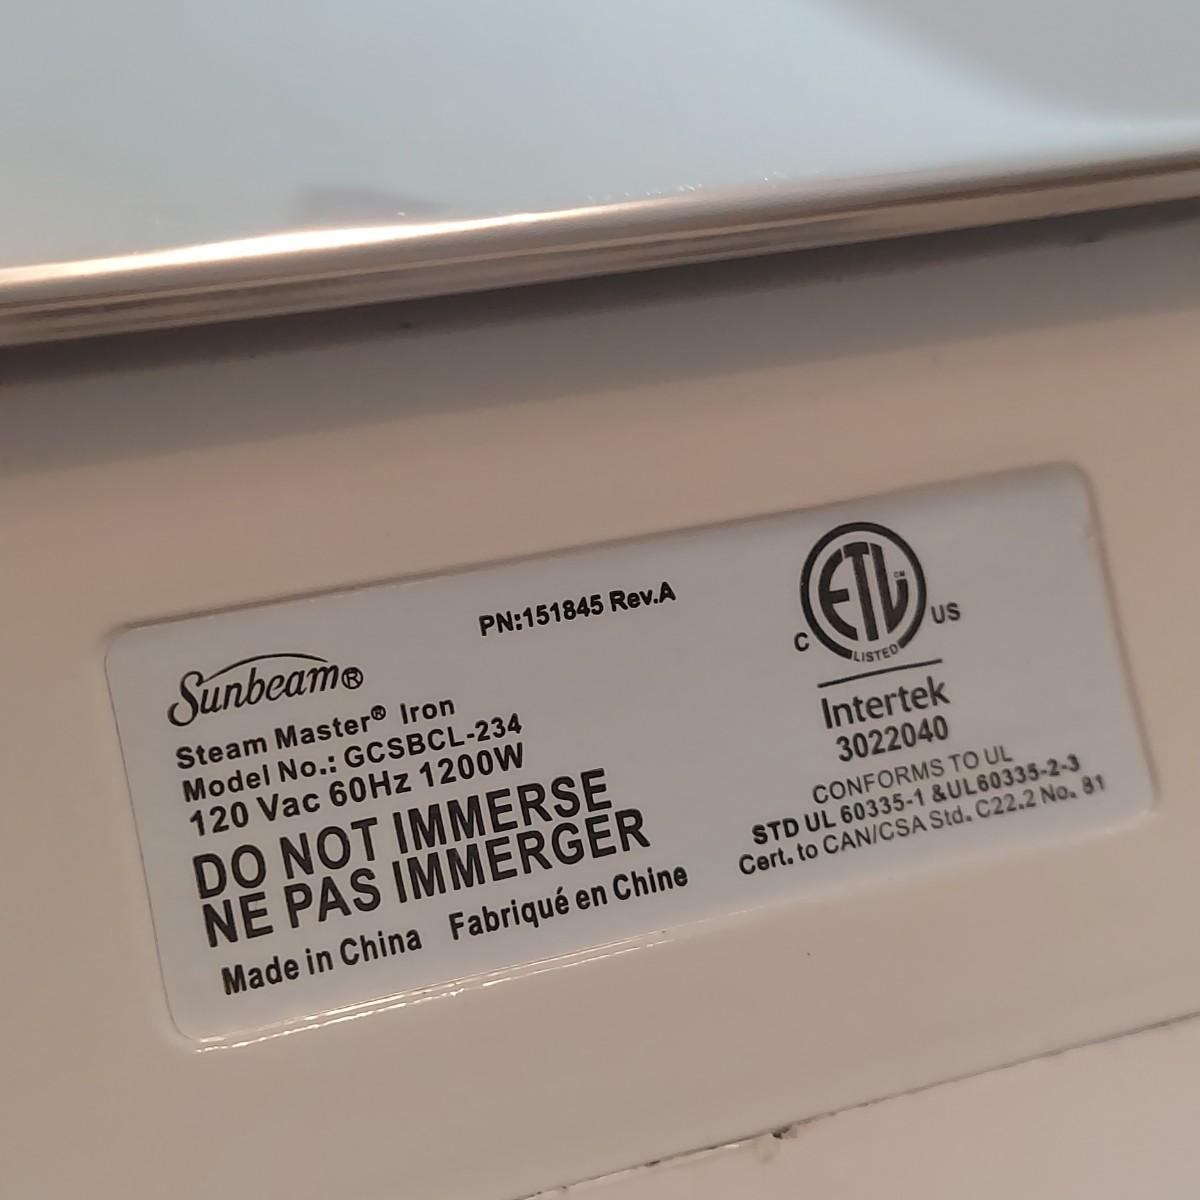 PN:151845 Rev.A
Sunbeam®
Steam Master® Iron
Model No.: GCSBCL-234
120 Vac 60Hz 1200W
DO NOT IMMERSE
NE PAS IMMERGER
Made in China Fabriqué en Chine
ETL CM
LISTED
C US
Intertek
3022040
CONFORMS TO UL
STD UL 60335-1 &UL60335-2-3
Cert. to CAN/CSA Std. C22.2 No. 81